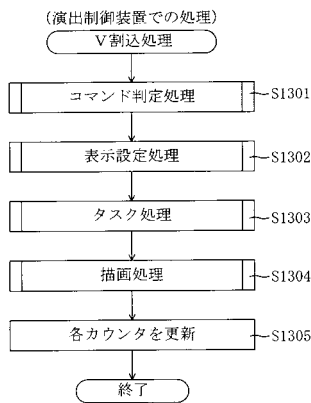 (演出制御装置での処理)
V割込処理
コマンド判定処理
S1301
表示設定処理
S1302
タスク処理
S1303
描画処理
S1304
各カウンタを更新
S1305
終了